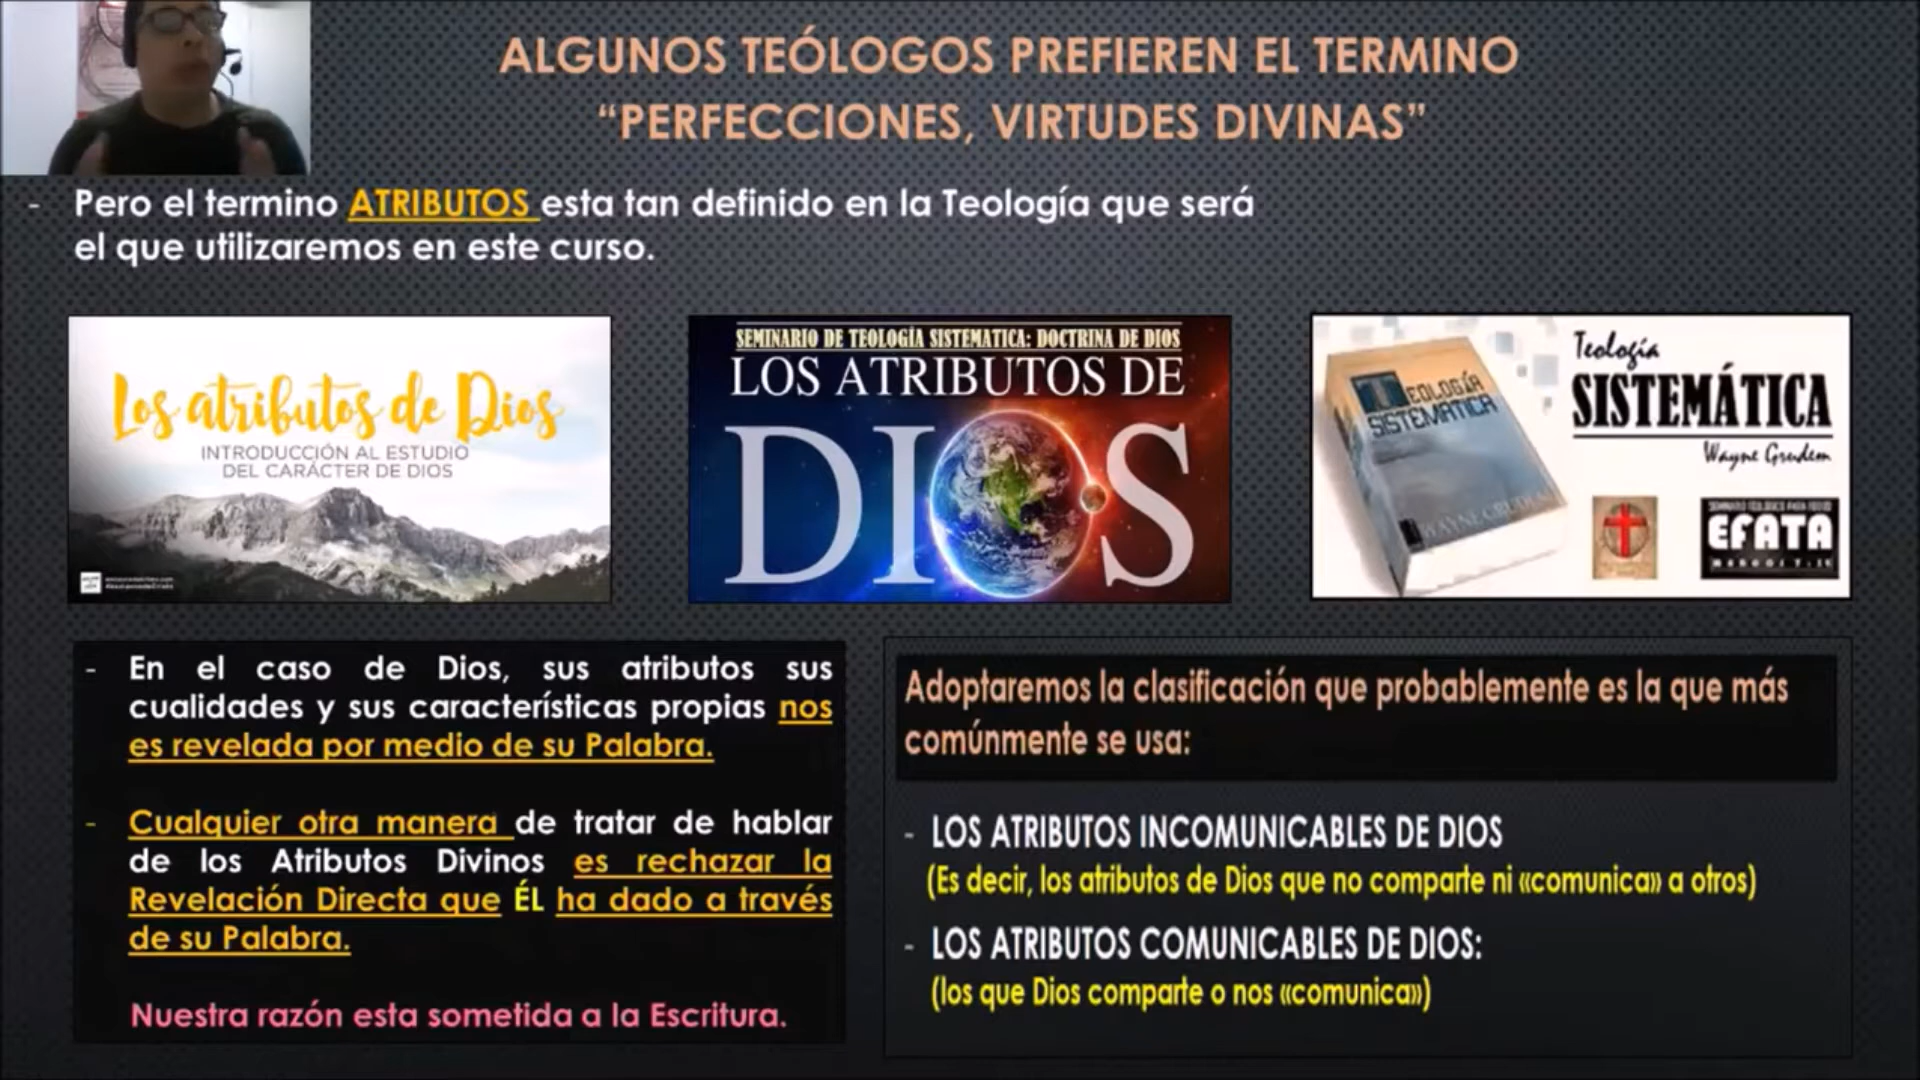 ALGUNOS TEÓLOGOS PREFIEREN EL TERMINO
“PERFECCIONES, VIRTUDES DIVINAS”
- Pero el termino ATRIBUTOS esta tan definido en la Teología que será
el que utilizaremos en este curso.
Los atributos de Dios
INTRODUCCIÓN AL ESTUDIO
DEL CARÁCTER DE DIOS
SEMINARIO DE TEOLOGÍA SISTEMATICA: DOCTRINA DE DIOS
LOS ATRIBUTOS DE
DIOS
TEOLOGÍA
SISTEMÁTICA
WAYNE GRUDEM
Teología
SISTEMÁTICA
Wayne Grudem
EFATA
MARCOS 7.34
- En el caso de Dios, sus atributos sus
cualidades y sus características propias nos
es revelada por medio de su Palabra.
- Cualquier otra manera de tratar de hablar
de los Atributos Divinos es rechazar la
Revelación Directa que ÉL ha dado a través
de su Palabra.
Nuestra razón esta sometida a la Escritura.
Adoptaremos la clasificación que probablemente es la que más
comúnmente se usa:
- LOS ATRIBUTOS INCOMUNICABLES DE DIOS
(Es decir, los atributos de Dios que no comparte ni «comunica» a otros)
- LOS ATRIBUTOS COMUNICABLES DE DIOS:
(los que Dios comparte o nos «comunica»)